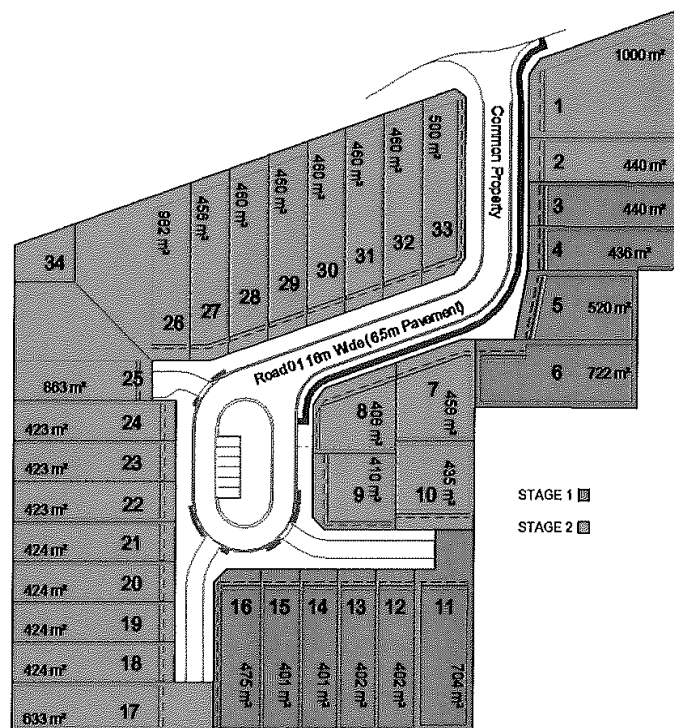 1000 m²
1
2
440 m²
3
440 m²
4
436 m²
5
520 m²
6
722 m²
Common Property
500 m²
33
460 m²
32
460 m²
31
460 m²
30
460 m²
29
460 m²
28
456 m²
27
982 m²
26
34
Road 01 16m Wide (6.5m Pavement)
25
663 m²
24
423 m²
23
423 m²
22
423 m²
21
424 m²
20
424 m²
19
424 m²
18
424 m²
17
633 m²
7
459 m²
8
9
410 m²
10
435 m²
STAGE 1
STAGE 2
16
475 m²
15
401 m²
14
401 m²
13
402 m²
12
402 m²
11
704 m²